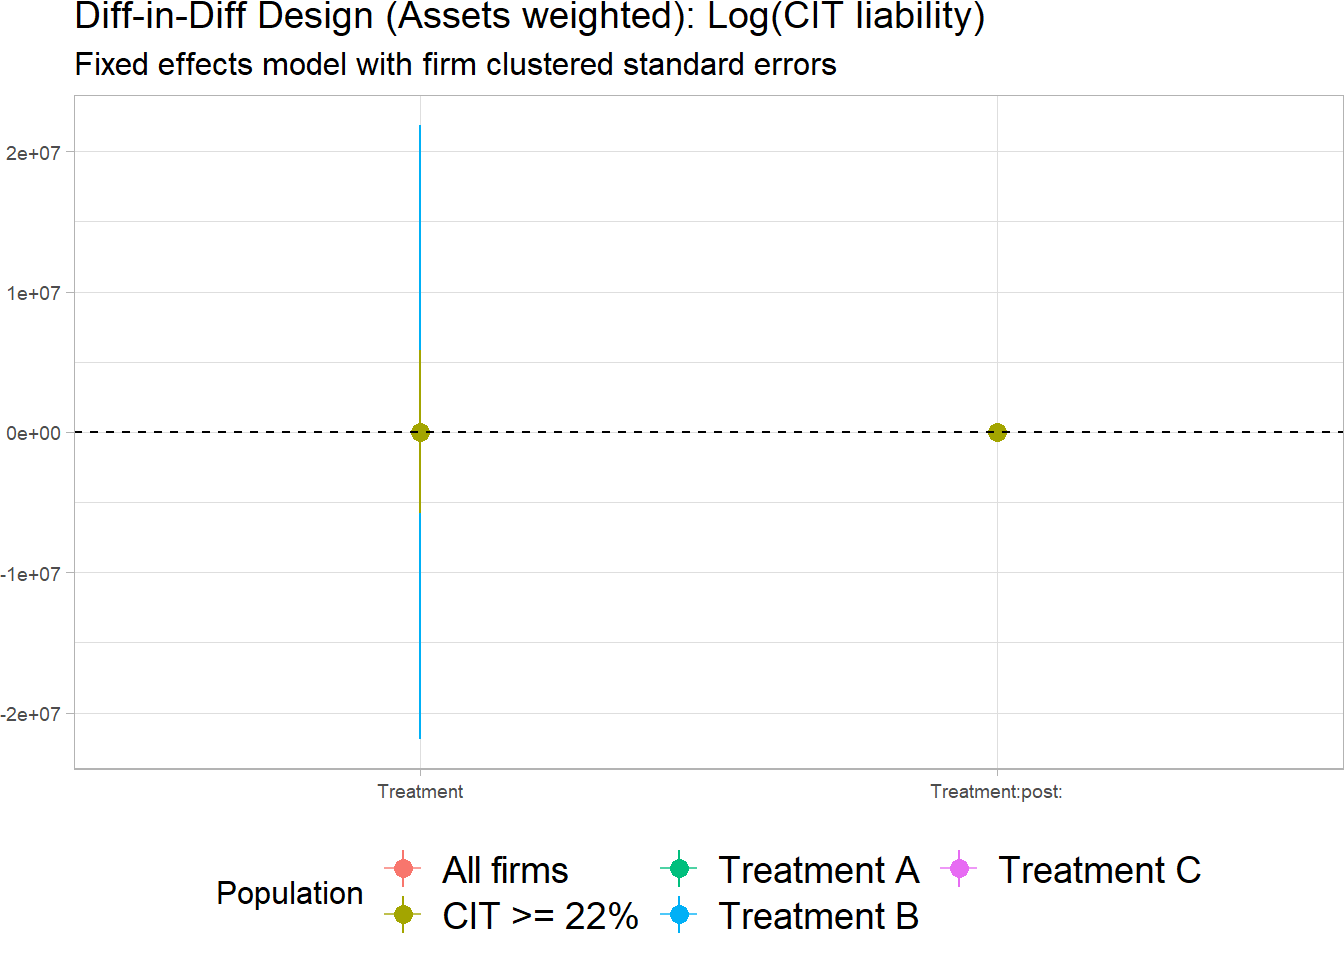 Diff-in-Diff Design (Assets weighted): Log(CIT liability)
Fixed effects model with firm clustered standard errors
2e+07
1e+07
0e+00
-1e+07
-2e+07
Treatment
Treatment:post:
Population
All firms
Treatment A
Treatment C
CIT >= 22%
Treatment B